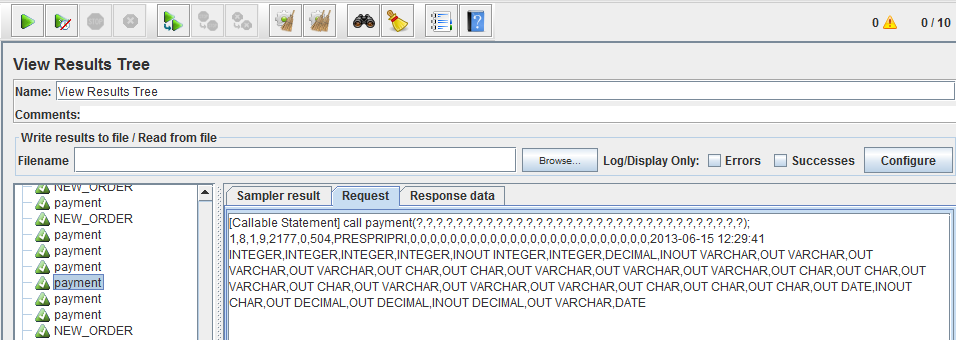 0 0 / 10
View Results Tree
Name: View Results Tree
Comments:
Write results to file / Read from file
Filename Browse... Log/Display Only: Errors Successes Configure
NEW_ORDER
payment
NEW_ORDER
payment
payment
payment
payment
payment
payment
NEW_ORDER
Sampler result Request Response data
[Callable Statement] call payment(?,?,?,?,?,?,?,?,?,?,?,?,?,?,?,?,?,?,?,?,?,?,?,?,?,?,?,?,?,?,?,?,?);
1,8,1,9,2177,0,504,PRESPRIPRI,0,0,0,0,0,0,0,0,0,0,0,0,0,0,0,0,0,0,0,0,0,0,0,0,2013-06-15 12:29:41
INTEGER,INTEGER,INTEGER,INTEGER,INOUT INTEGER,INTEGER,DECIMAL,INOUT VARCHAR,OUT VARCHAR,OUT
VARCHAR,OUT VARCHAR,OUT CHAR,OUT CHAR,OUT VARCHAR,OUT VARCHAR,OUT VARCHAR,OUT CHAR,OUT CHAR,OUT
VARCHAR,OUT CHAR,OUT VARCHAR,OUT VARCHAR,OUT VARCHAR,OUT CHAR,OUT CHAR,OUT CHAR,OUT DATE,INOUT
CHAR,OUT DECIMAL,OUT DECIMAL,INOUT DECIMAL,OUT VARCHAR,DATE